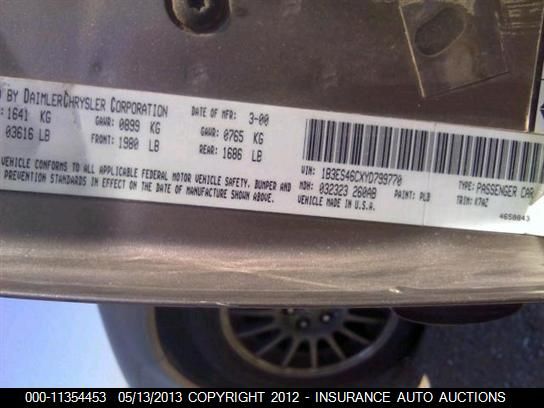 D BY DAIMLERCHRYSLER CORPORATION
DATE OF MFR: 3-00
1641 KG
GAWR 0899 KG
GAWR 0765 KG
03616 LB
FRONT: 1980 LB
REAR: 1686 LB
VEHICLE CONFORMS TO ALL APPLICABLE FEDERAL MOTOR VEHICLE SAFETY, BUMPER AND
PREVENTION STANDARDS IN EFFECT ON THE DATE OF MANUFACTURE SHOWN ABOVE.
VIN: 1B3ES46CXYD799770
TYPE: PASSENGER CAR
MDH: 032323 260AB
PAINT: PLB
TRIM: K7AZ
VEHICLE MADE IN U.S.A.
4658843
000-11354453 05/13/2013 COPYRIGHT 2012 - INSURANCE AUTO AUCTIONS